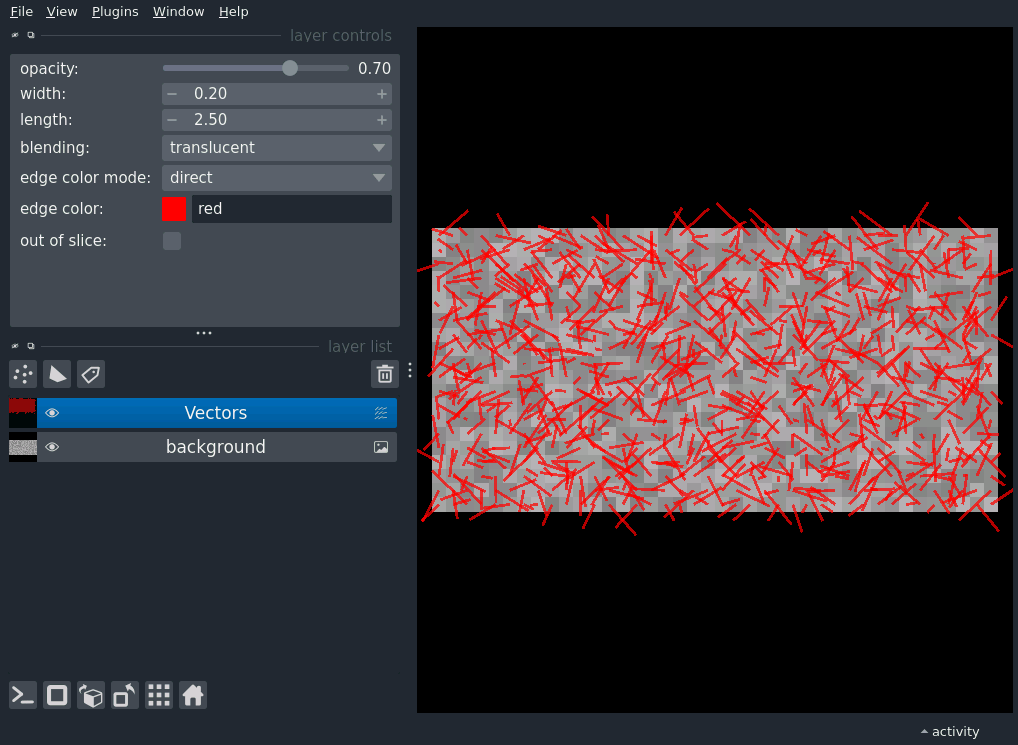 File View Plugins Window Help
layer controls
opacity: 0.70
width: 0.20
length: 2.50
blending: translucent
edge color mode: direct
edge color: red
out of slice:
layer list
Vectors
background
activity